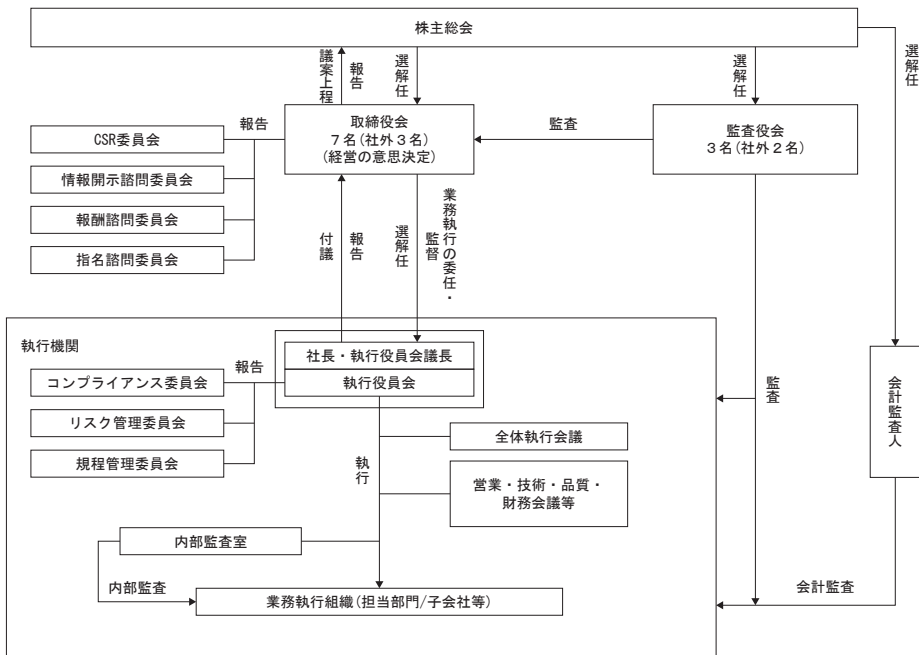 株主総会
議案上程
報告
選解任
選解任
選解任
取締役会
7名(社外3名)
(経営の意思決定)
監査
監査役会
3名(社外2名)
報告
CSR委員会
情報開示諮問委員会
報酬諮問委員会
指名諮問委員会
付議
報告
選解任
業務執行の委任・
監督
執行機関
社長・執行役員会議長
執行役員会
報告
コンプライアンス委員会
リスク管理委員会
規程管理委員会
監査
会計監査人
執行
全体執行会議
営業・技術・品質・
財務会議等
内部監査室
内部監査
業務執行組織(担当部門/子会社等)
会計監査